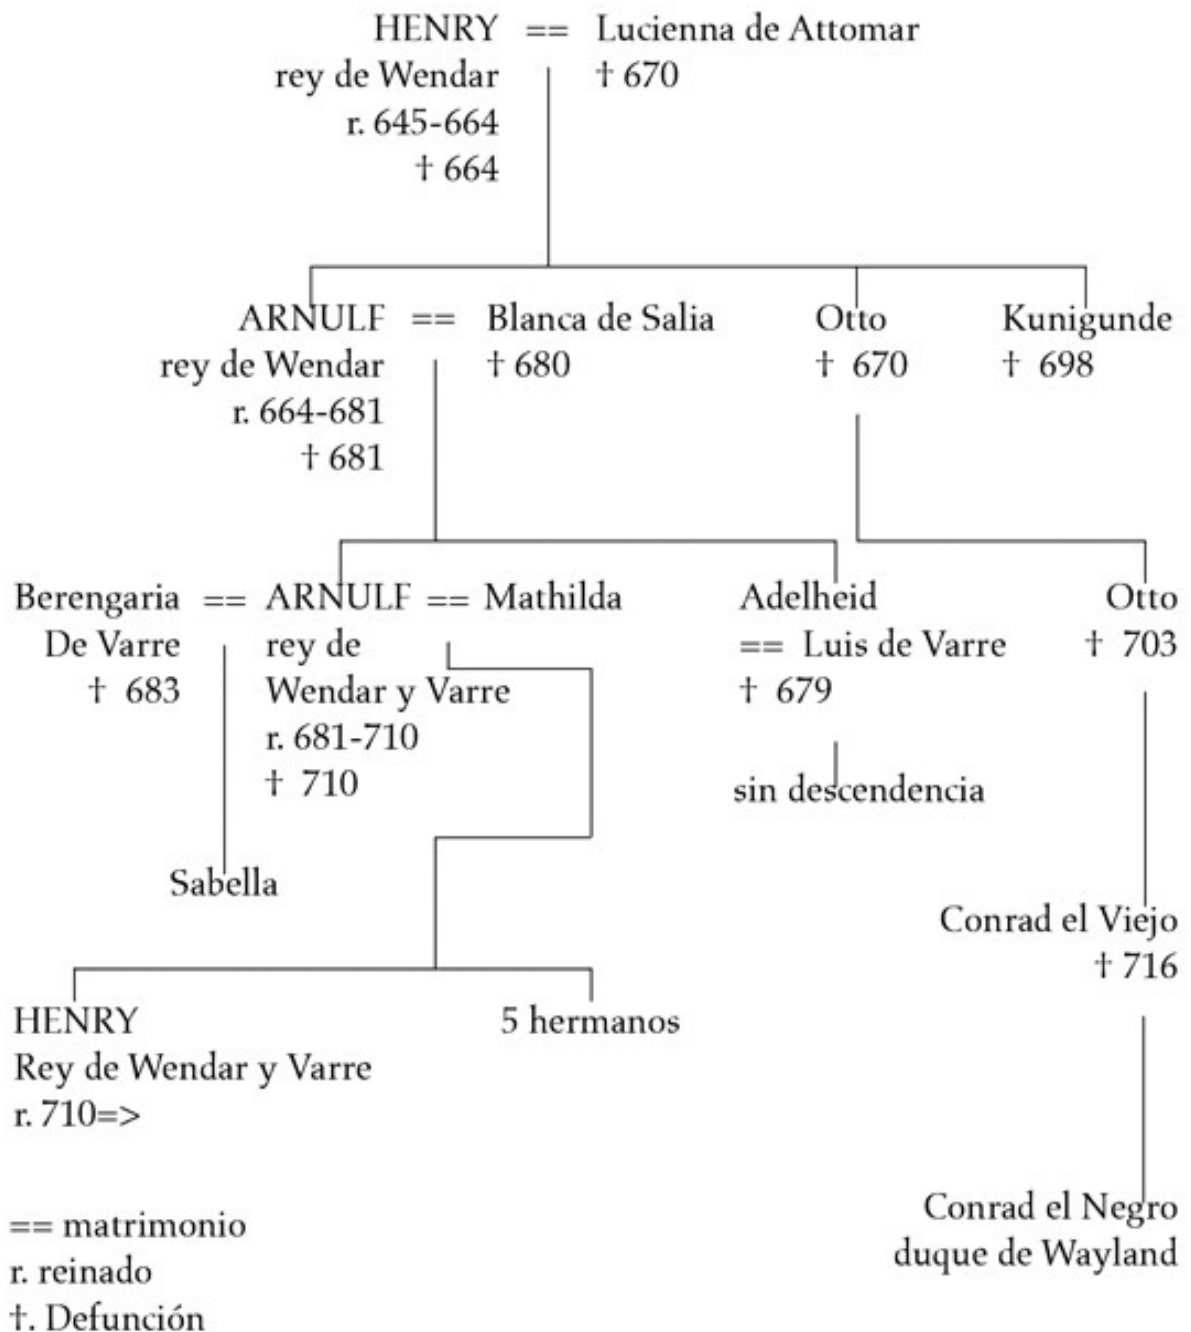 HENRY == Lucienna de Attomar
rey de Wendar † 670
r. 645-664
† 664
ARNULF == Blanca de Salia Otto Kunigunde
rey de Wendar † 680 † 670 † 698
r. 664-681
† 681
Berengaria == ARNULF == Mathilda Adelheid Otto
De Varre rey de == Luis de Varre † 703
† 683 Wendar y Varre † 679
r. 681-710
† 710 sin descendencia
Sabella
Conrad el Viejo
† 716
HENRY 5 hermanos
Rey de Wendar y Varre
r. 710=>
Conrad el Negro
duque de Wayland
== matrimonio
r. reinado
†. Defunción